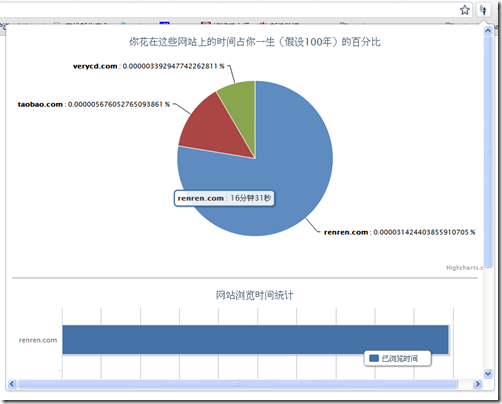 你花在这些网站上的时间占你一生（假设100年）的百分比
verycd.com : 0.000003392947742262811 %
taobao.com : 0.000005676052765093861 %
renren.com : 16分钟31秒
renren.com : 0.000031424403855910705 %
Highcharts.c
网站浏览时间统计
renren.com
已浏览时间